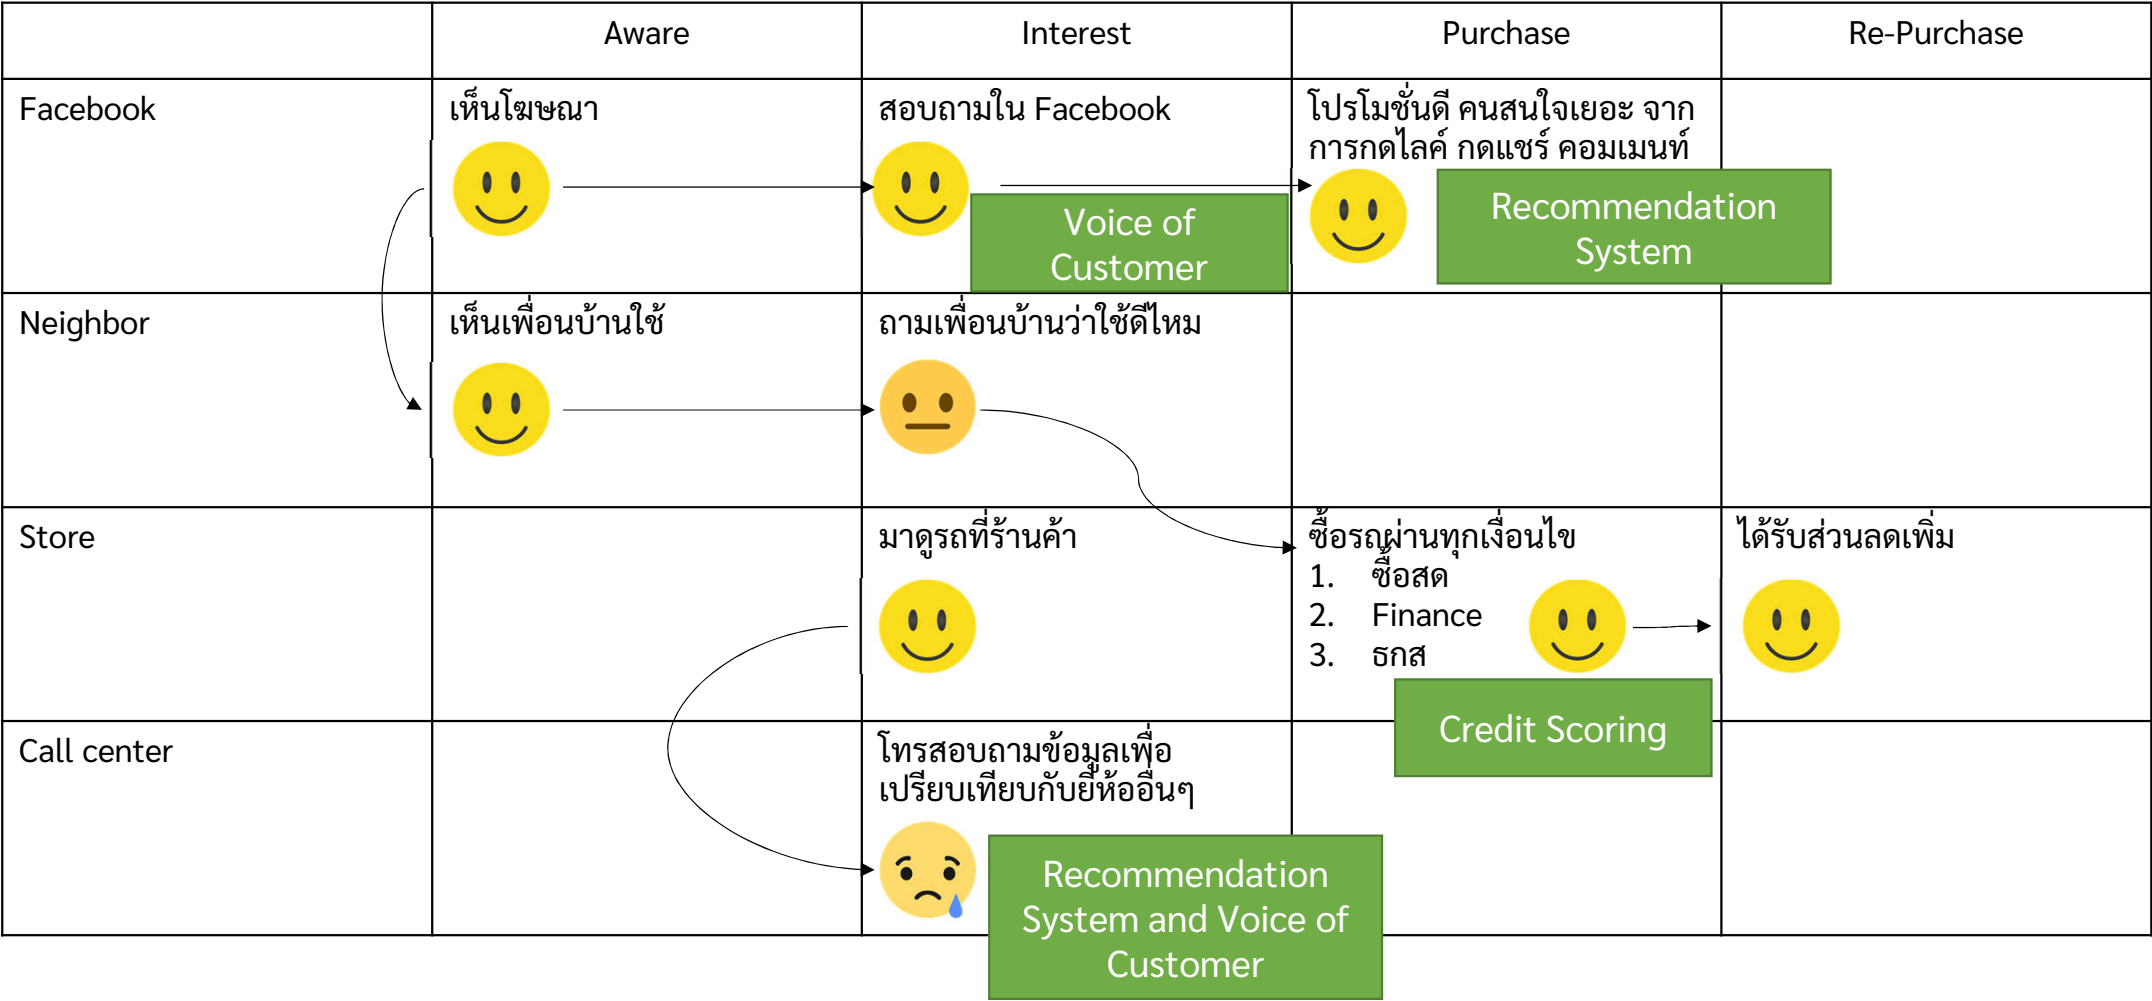 Aware
Interest
Purchase
Re-Purchase
Facebook
เห็นโฆษณา
สอบถามใน Facebook
โปรโมชั่นดี คนสนใจเยอะ จาก
การกดไลค์ กดแชร์ คอมเมนท์
Voice of
Customer
Recommendation
System
Neighbor
เห็นเพื่อนบ้านใช้
ถามเพื่อนบ้านว่าใช้ดีไหม
Store
มาดูรถที่ร้านค้า
ซื้อรถผ่านทุกเงื่อนไข
1. ซื้อสด
2. Finance
3. ธกส
ได้รับส่วนลดเพิ่ม
Credit Scoring
Call center
โทรสอบถามข้อมูลเพื่อ
เปรียบเทียบกับยี่ห้ออื่นๆ
Recommendation
System and Voice of
Customer